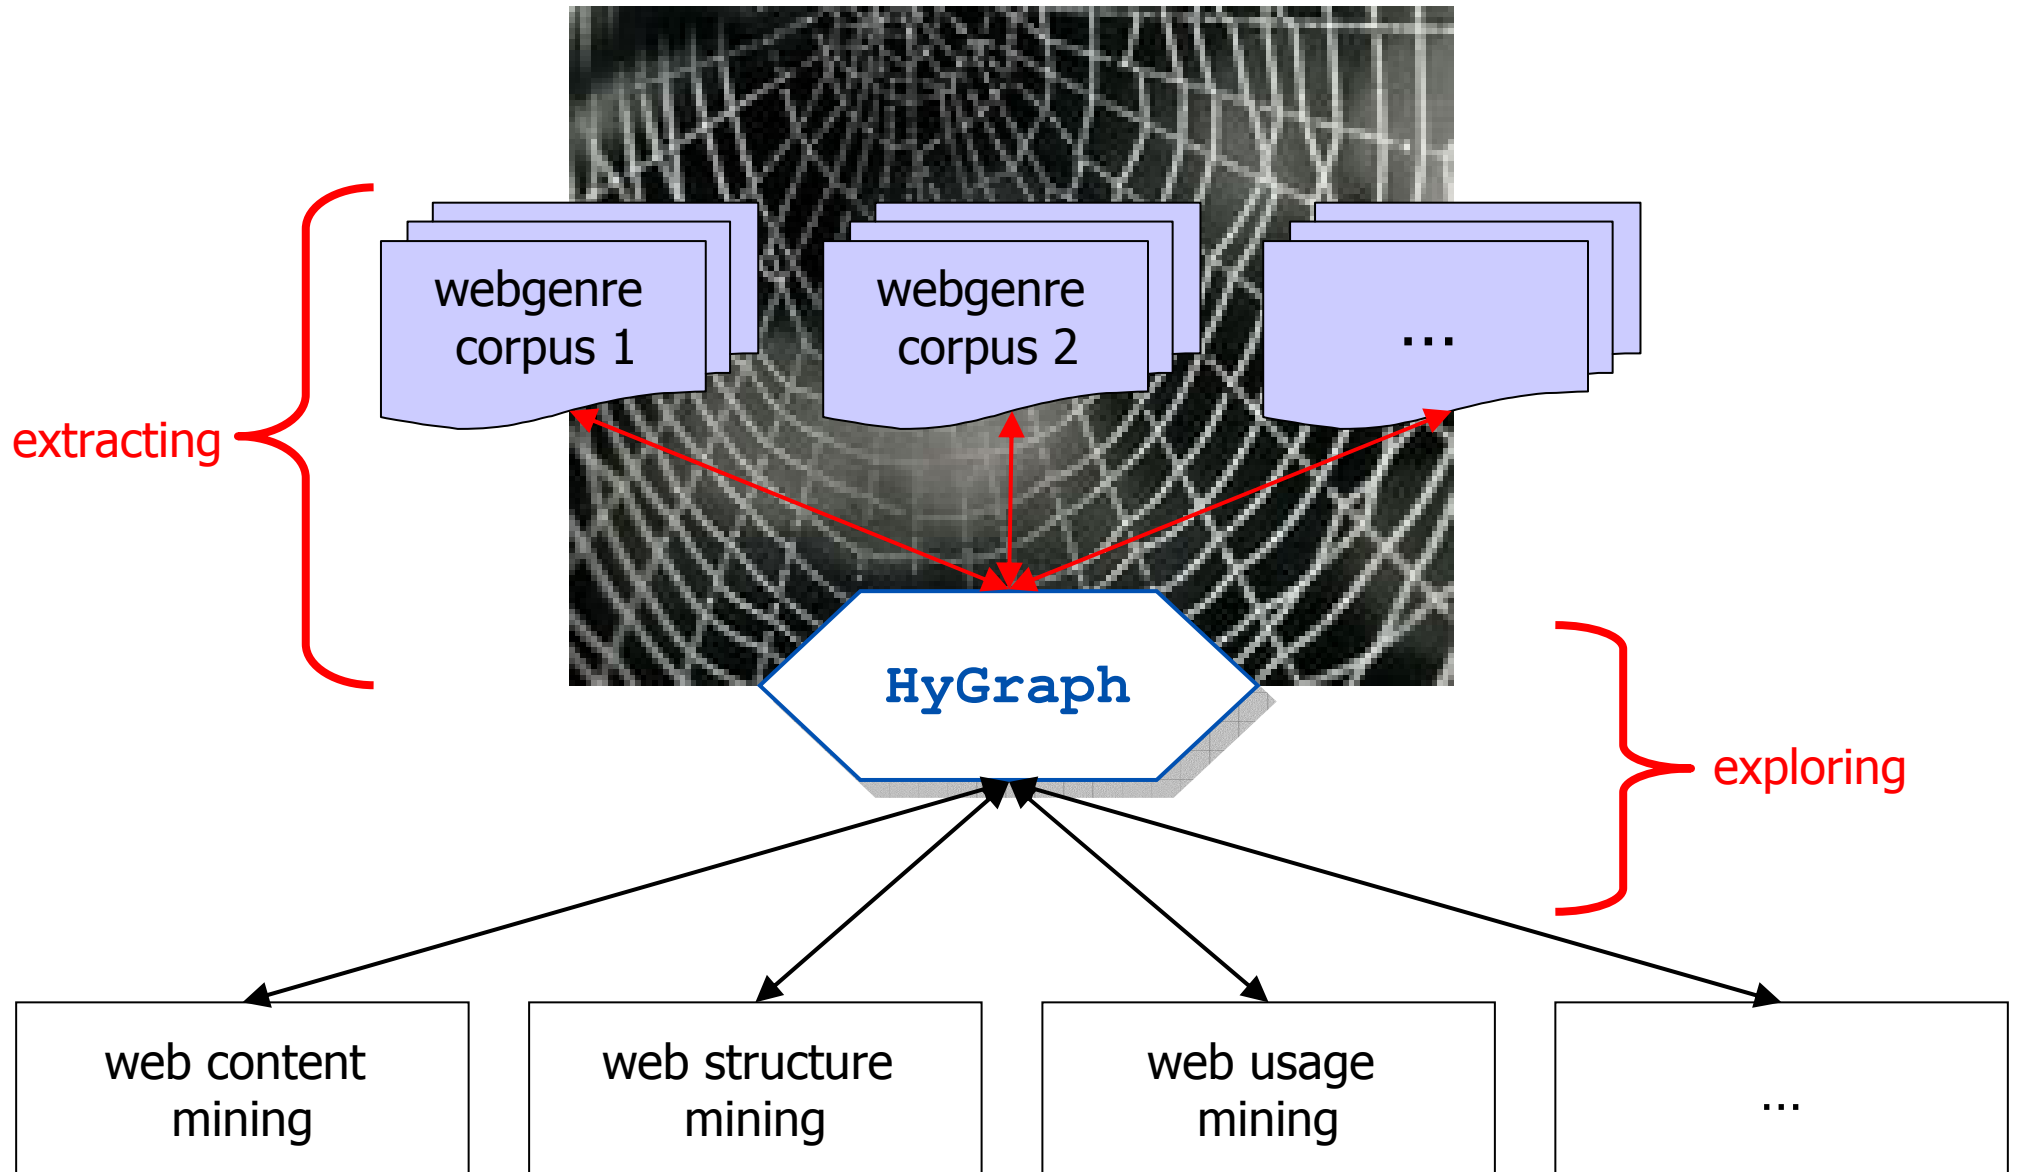 webgenre
corpus 1
webgenre
corpus 2
...
extracting
HyGraph
exploring
web content
mining
web structure
mining
web usage
mining
...